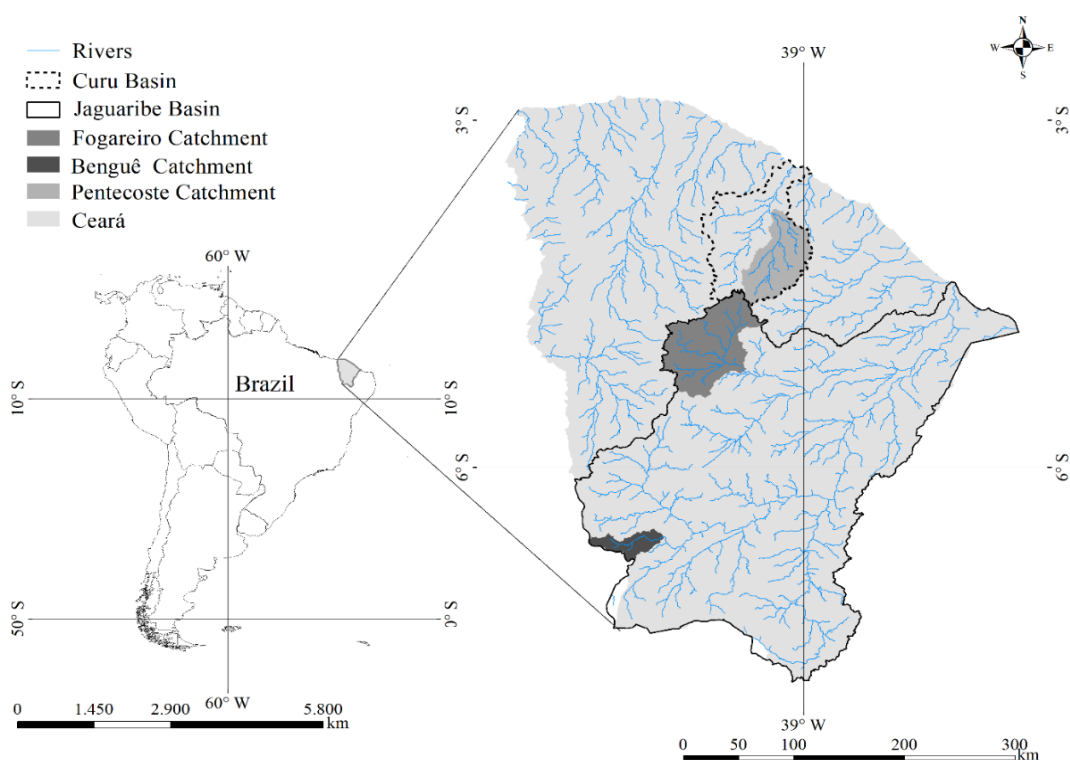 Rivers
Curu Basin
Jaguaribe Basin
Fogareiro Catchment
Benguê Catchment
Pentecoste Catchment
Ceará
N
W
E
S
39° W
3° S
3° S
60° W
Brazil
10° S
10° S
6° S
6° S
50° S
0° S
60° W
0
1.450
2.900
5.800
km
39° W
0
50
100
200
300
km